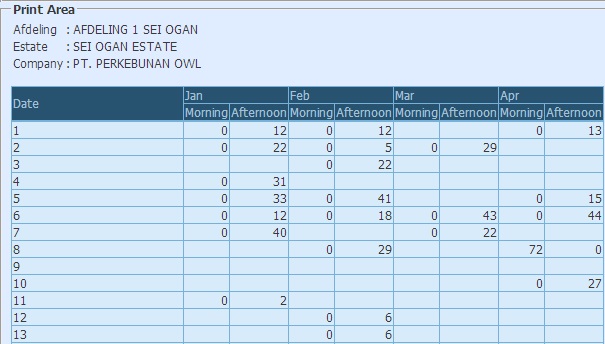 Print Area
Afdeling : AFDELING 1 SEI OGAN
Estate : SEI OGAN ESTATE
Company : PT. PERKEBUNAN OWL
Date Jan Feb Mar Apr
Morning Afternoon Morning Afternoon Morning Afternoon Morning Afternoon
1 0 12 0 12 0 13
2 0 22 0 5 0 29
3 0 22
4 0 31
5 0 33 0 41 0 15
6 0 12 0 18 0 43 0 44
7 0 40 0 22
8 0 29 72 0
9
10 0 27
11 0 2
12 0 6
13 0 6